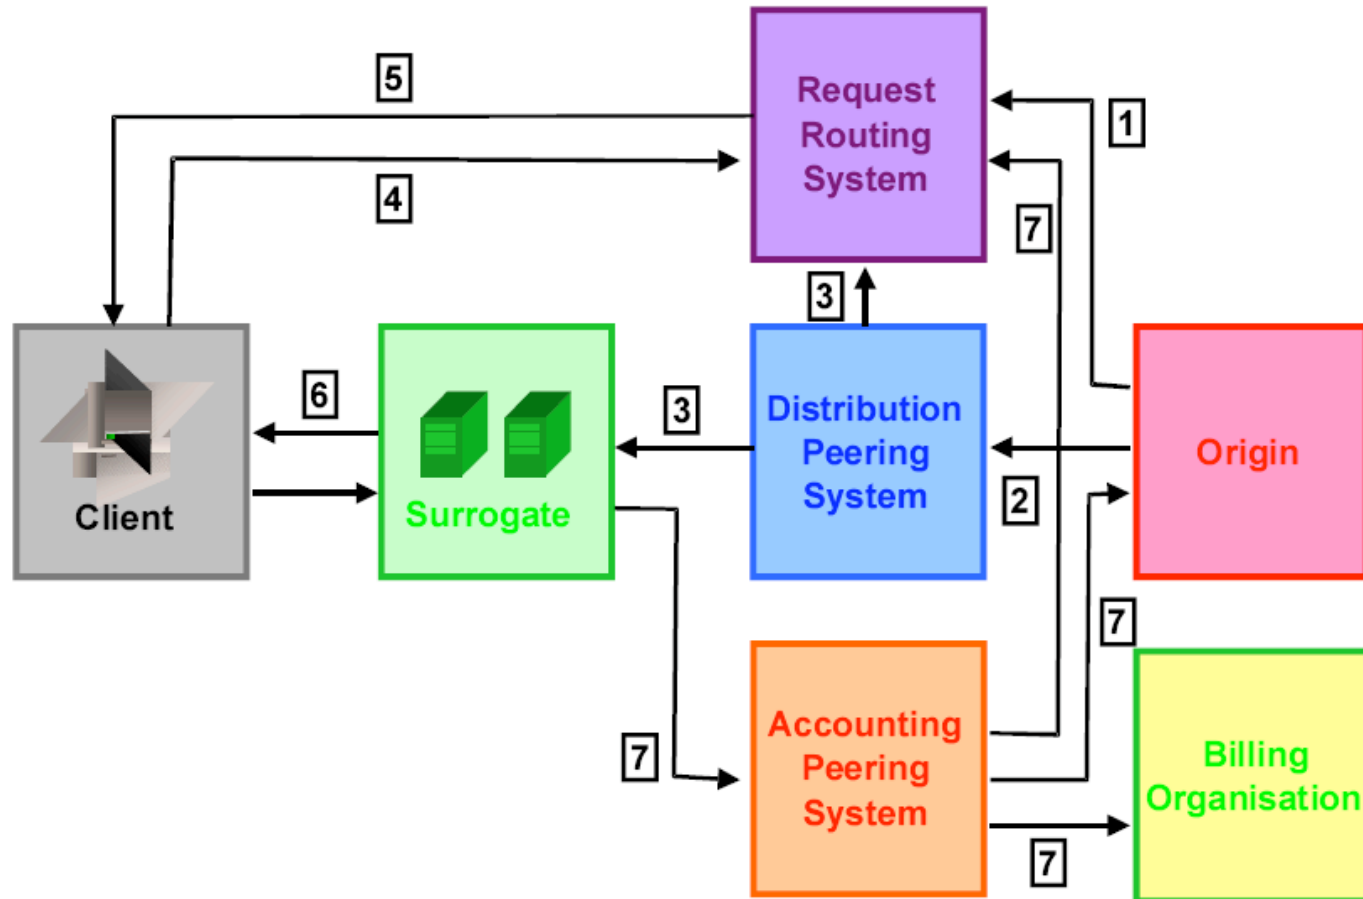 5
Request
Routing
System
1
4
7
3
6
3
Distribution
Peering
System
2
Origin
Client
Surrogate
7
7
Accounting
Peering
System
7
Billing
Organisation